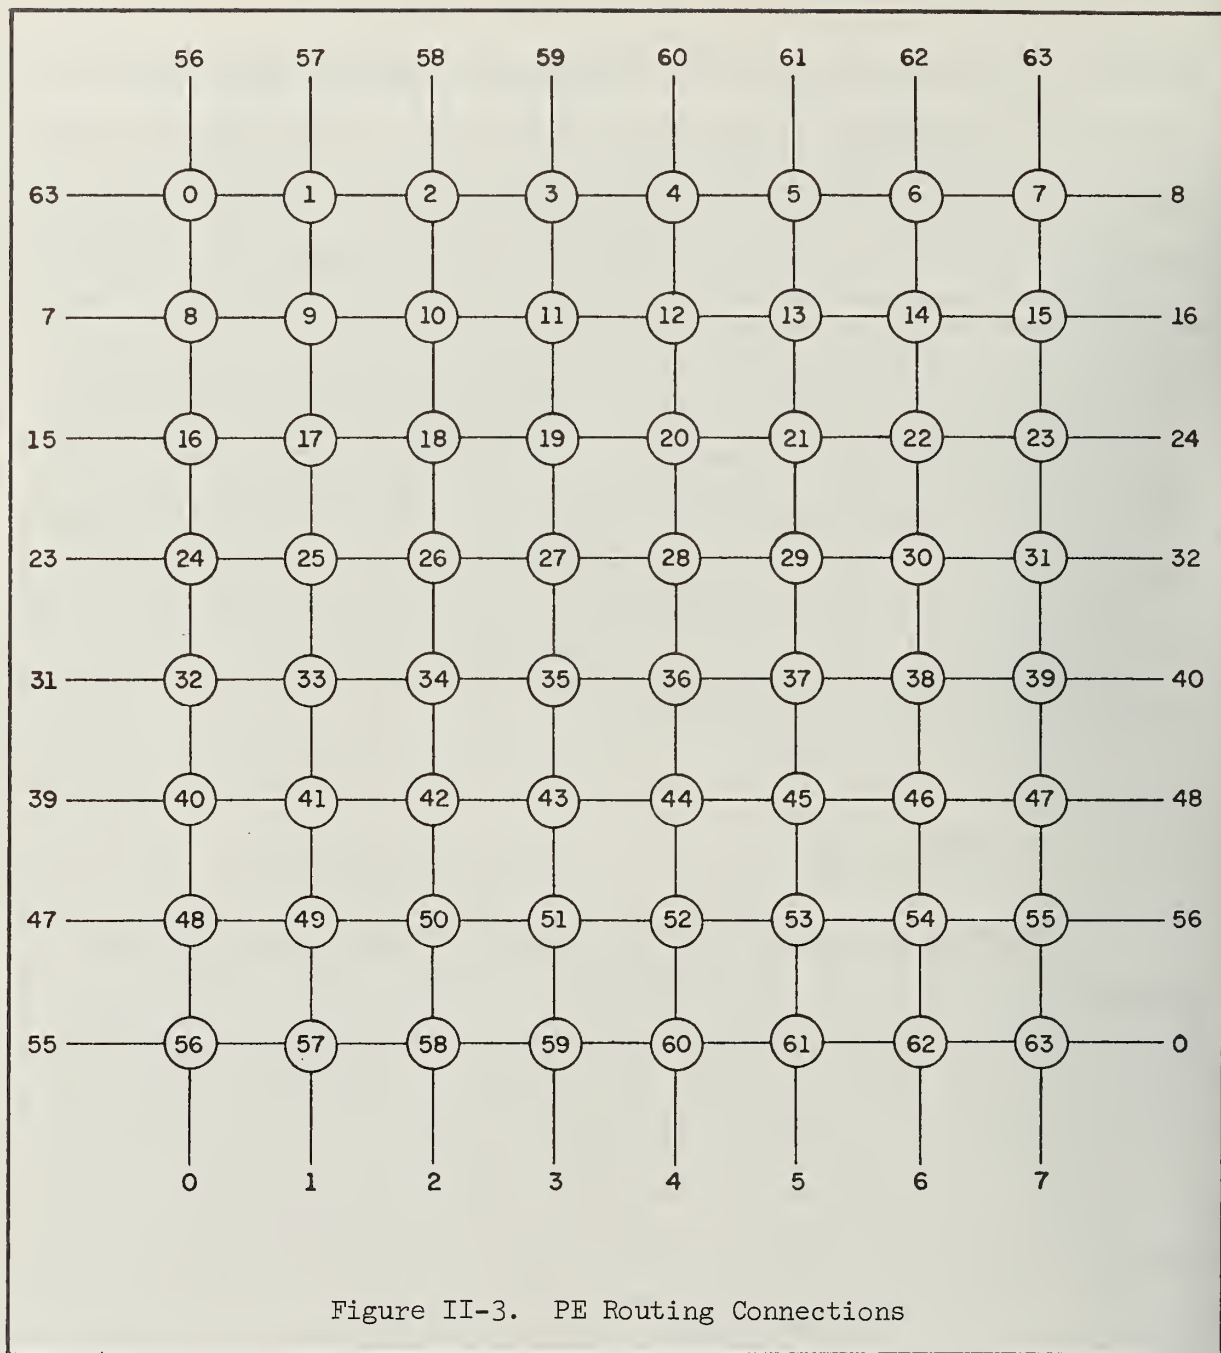 56 57 58 59 60 61 62 63
63 0 1 2 3 4 5 6 7 8
7 8 9 10 11 12 13 14 15 16
15 16 17 18 19 20 21 22 23 24
23 24 25 26 27 28 29 30 31 32
31 32 33 34 35 36 37 38 39 40
39 40 41 42 43 44 45 46 47 48
47 48 49 50 51 52 53 54 55 56
55 56 57 58 59 60 61 62 63 0
0 1 2 3 4 5 6 7
Figure II-3. PE Routing Connections